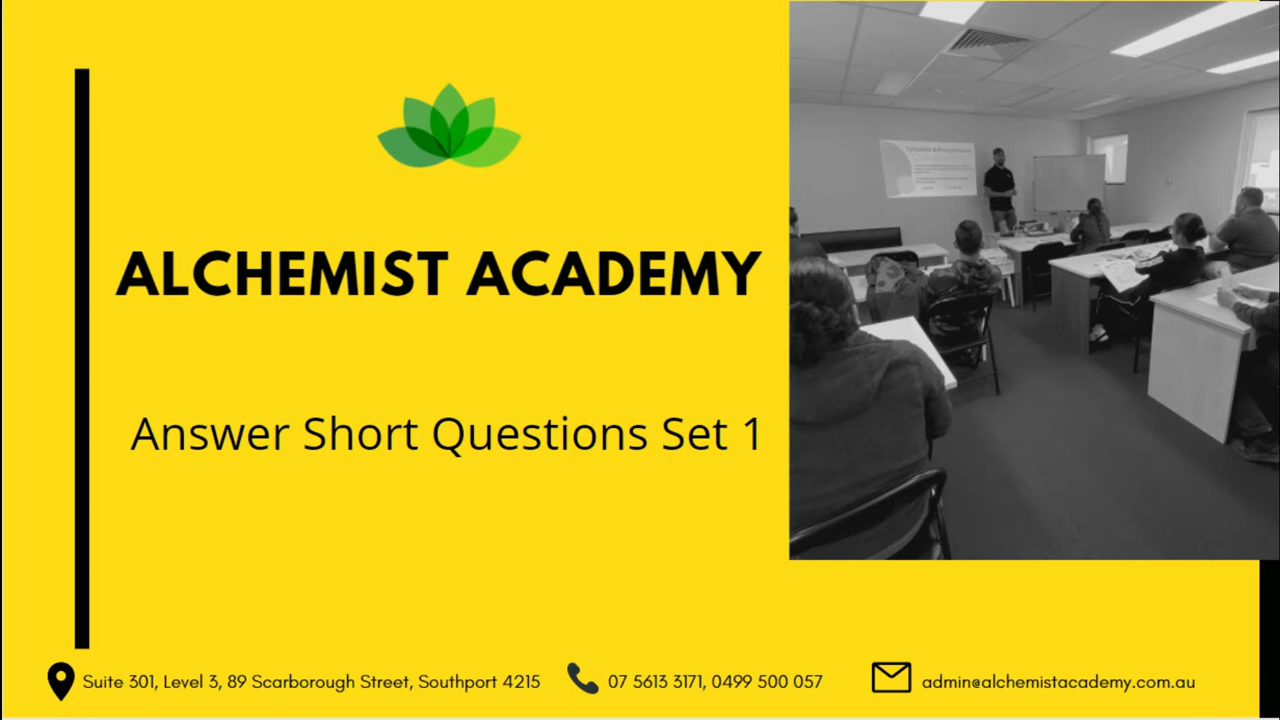 ALCHEMIST ACADEMY
Answer Short Questions Set 1
Suite 301, Level 3, 89 Scarborough Street, Southport 4215
07 5613 3171, 0499 500 057
admin@alchemistacademy.com.au